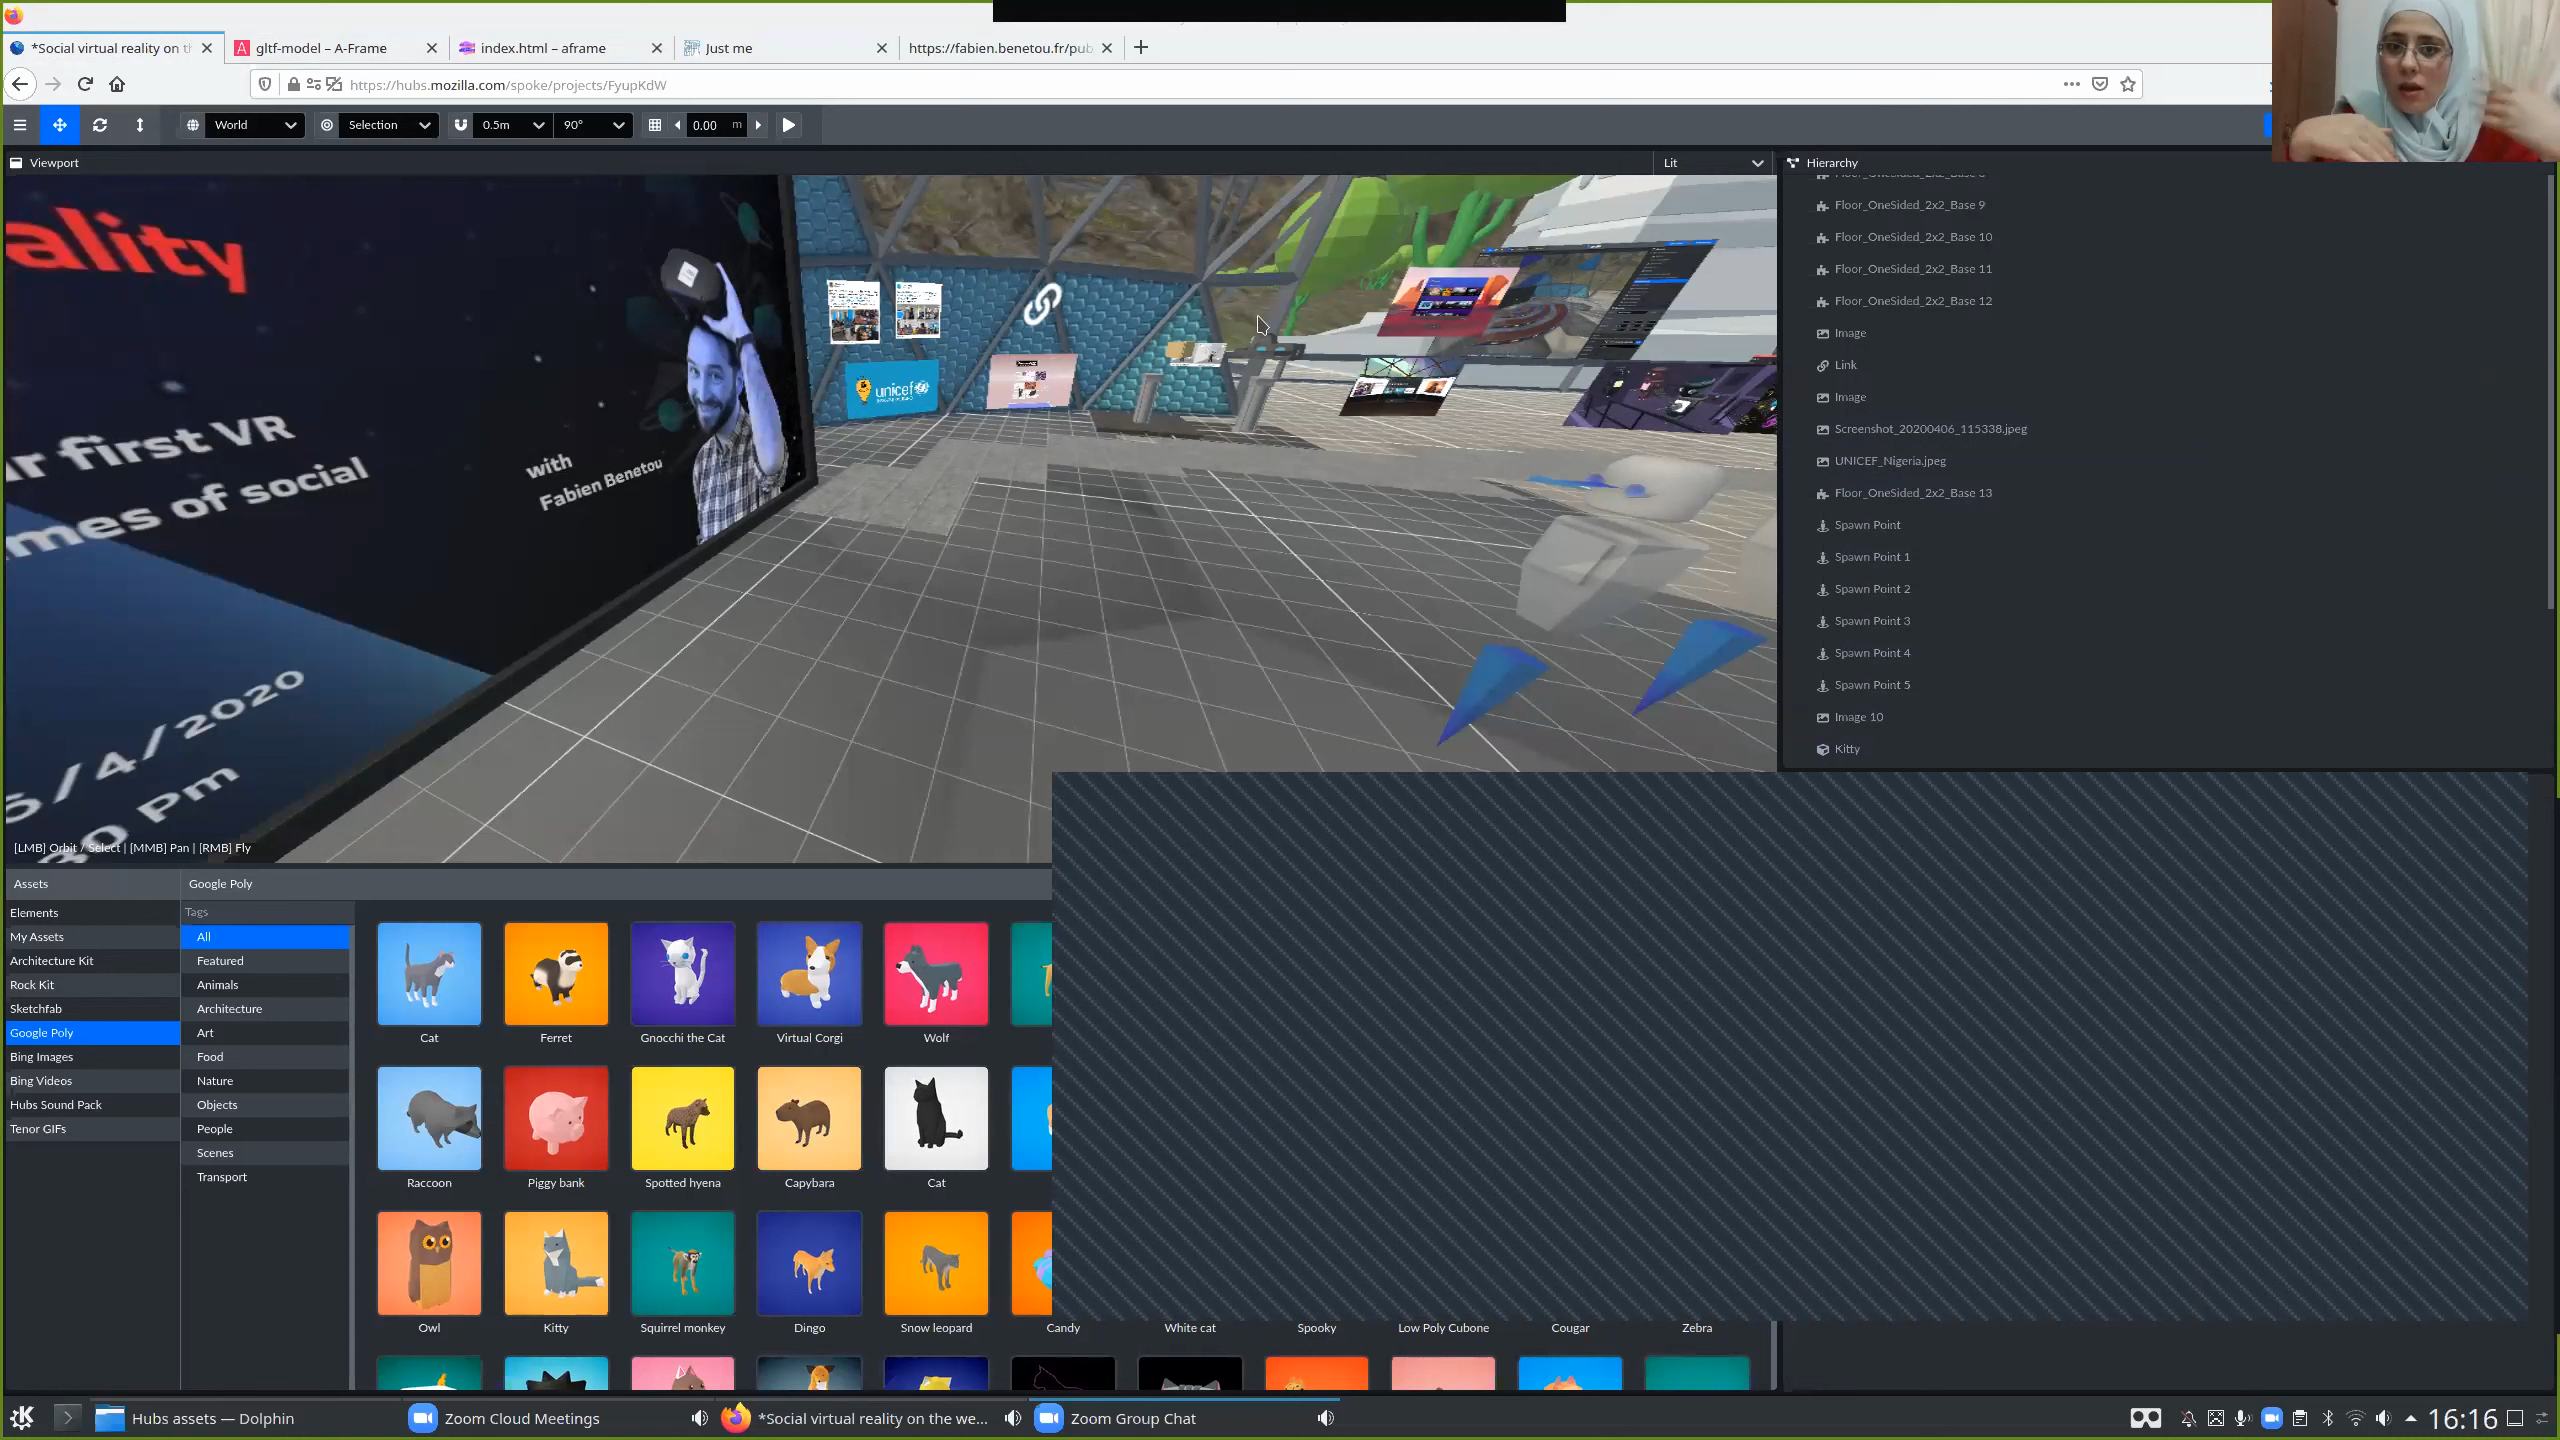 *Social virtual reality on th
gltf-model – A-Frame
index.html – aframe
Just me
https://fabien.benetou.fr/pub
https://hubs.mozilla.com/spoke/projects/FyupKdW
World
Selection
0.5m
90°
0.00 m
Viewport
Lit
Hierarchy
Floor_OneSided_2x2_Base 9
Floor_OneSided_2x2_Base 10
Floor_OneSided_2x2_Base 11
Floor_OneSided_2x2_Base 12
Image
Link
Image
Screenshot_20200406_115338.jpeg
UNICEF_Nigeria.jpeg
Floor_OneSided_2x2_Base 13
Spawn Point
Spawn Point 1
Spawn Point 2
Spawn Point 3
Spawn Point 4
Spawn Point 5
Image 10
Kitty
ality
r first VR
mes of social
with
Fabien Benetou
5/4/2020
0 Pm
unicef
[LMB] Orbit / Select | [MMB] Pan | [RMB] Fly
Assets
Elements
My Assets
Architecture Kit
Rock Kit
Sketchfab
Google Poly
Bing Images
Bing Videos
Hubs Sound Pack
Tenor GIFs
Google Poly
Tags
All
Featured
Animals
Architecture
Art
Food
Nature
Objects
People
Scenes
Transport
Cat
Ferret
Gnocchi the Cat
Virtual Corgi
Wolf
Raccoon
Piggy bank
Spotted hyena
Capybara
Cat
Owl
Kitty
Squirrel monkey
Dingo
Snow leopard
Candy
White cat
Spooky
Low Poly Cubone
Cougar
Zebra
Hubs assets — Dolphin
Zoom Cloud Meetings
*Social virtual reality on the we...
Zoom Group Chat
16:16